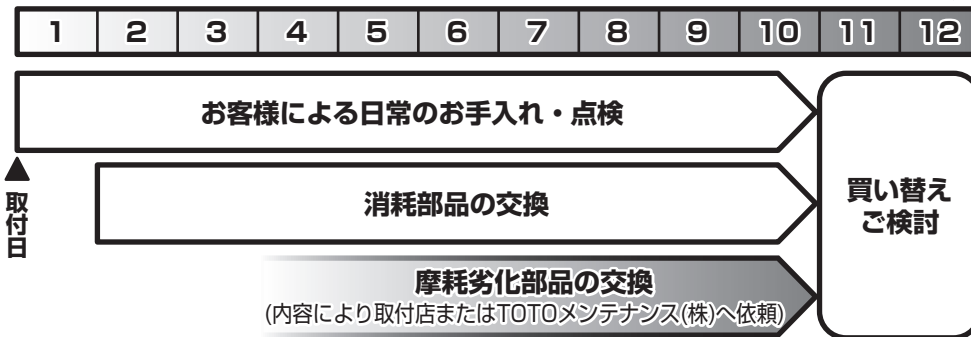 1 2 3 4 5 6 7 8 9 10 11 12
お客様による日常のお手入れ・点検
取付日
消耗部品の交換
買い替え
ご検討
摩耗劣化部品の交換
(内容により取付店またはTOTOメンテナンス(株)へ依頼)